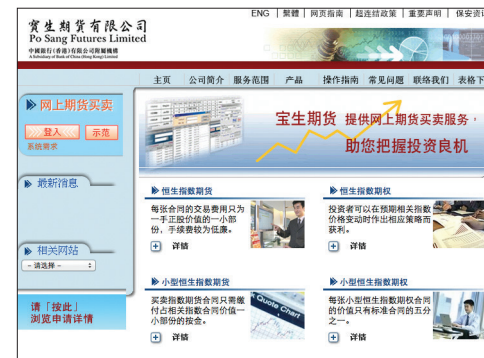 ENG | 繁體 | 网页指南 | 超连结政策 | 重要声明 | 保安资讯
寶生期貨有限公司
Po Sang Futures Limited
中國銀行(香港)有限公司附屬機構
A Subsidiary of Bank of China (Hong Kong) Limited
主页 公司简介 服务范围 产品 操作指南 常见问题 联络我们 表格下
网上期货买卖
登入 示范
系统需求
宝生期货 提供网上期货买卖服务，
助您把握投资良机
最新消息
相关网站
- 请选择 -
请「按此」
浏览申请详情
恒生指数期货
每张合同的交易费用只为
一手正股价值的一小部
份，手续费较为低廉。
详情
恒生指数期权
投资者可以在预期相关指数
价格变动时作出相应策略而
获利。
详情
小型恒生指数期货
买卖指数期货合同只需缴
付占相关指数合同价值一
小部份的按金。
Quote Chart
详情
小型恒生指数期权
每张小型恒生指数期权合同
的价值只有标准合同的五分
之一。
详情